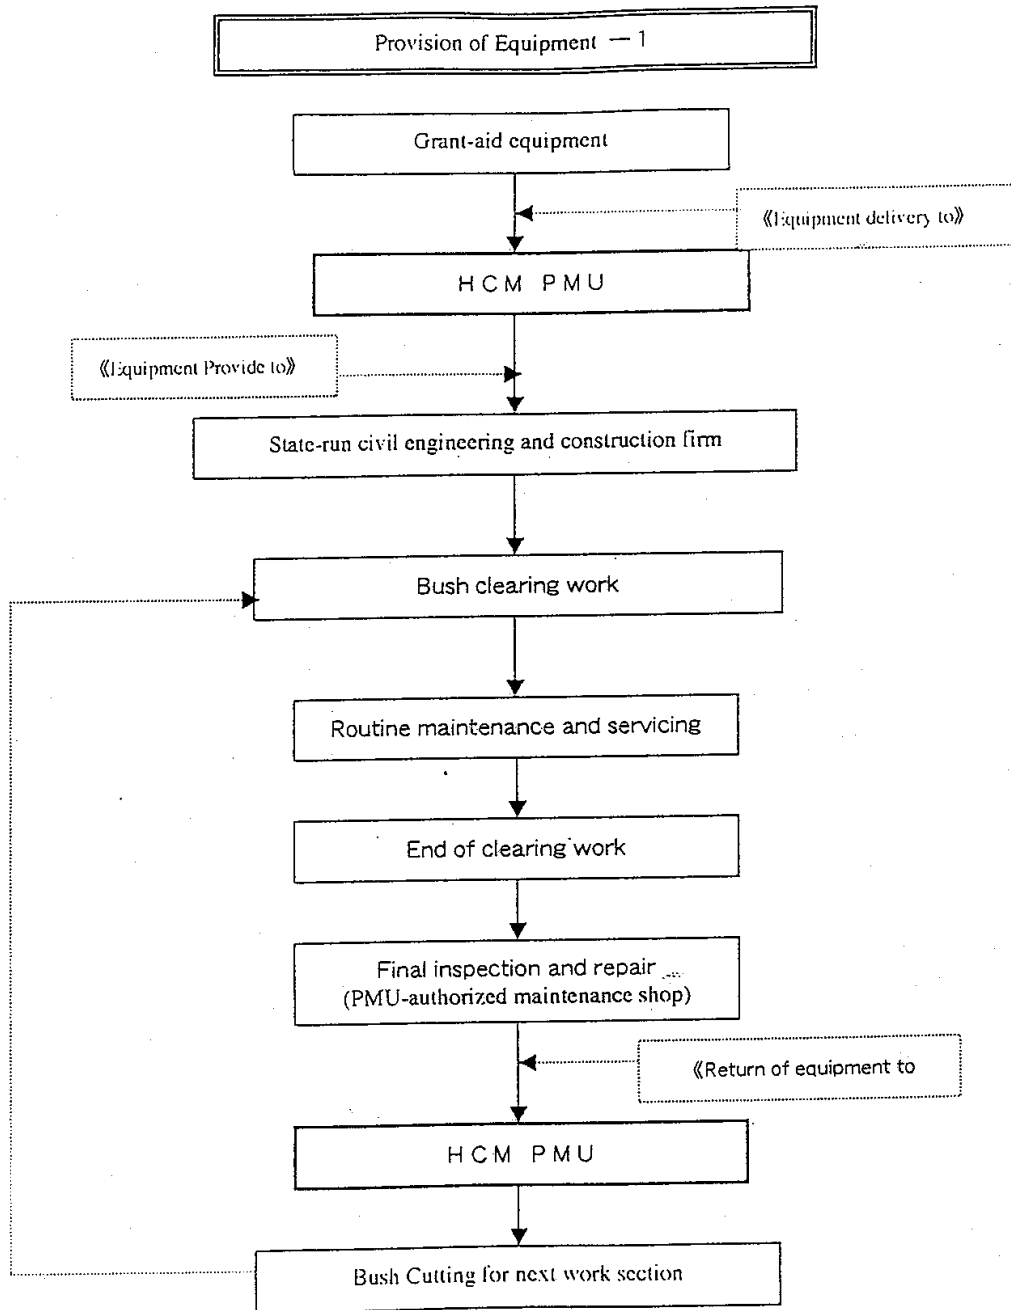 Provision of Equipment －1
Grant-aid equipment
《Equipment delivery to》
HCM PMU
《Equipment Provide to》
State-run civil engineering and construction firm
Bush clearing work
Routine maintenance and servicing
End of clearing work
Final inspection and repair
(PMU-authorized maintenance shop)
《Return of equipment to
HCM PMU
Bush Cutting for next work section